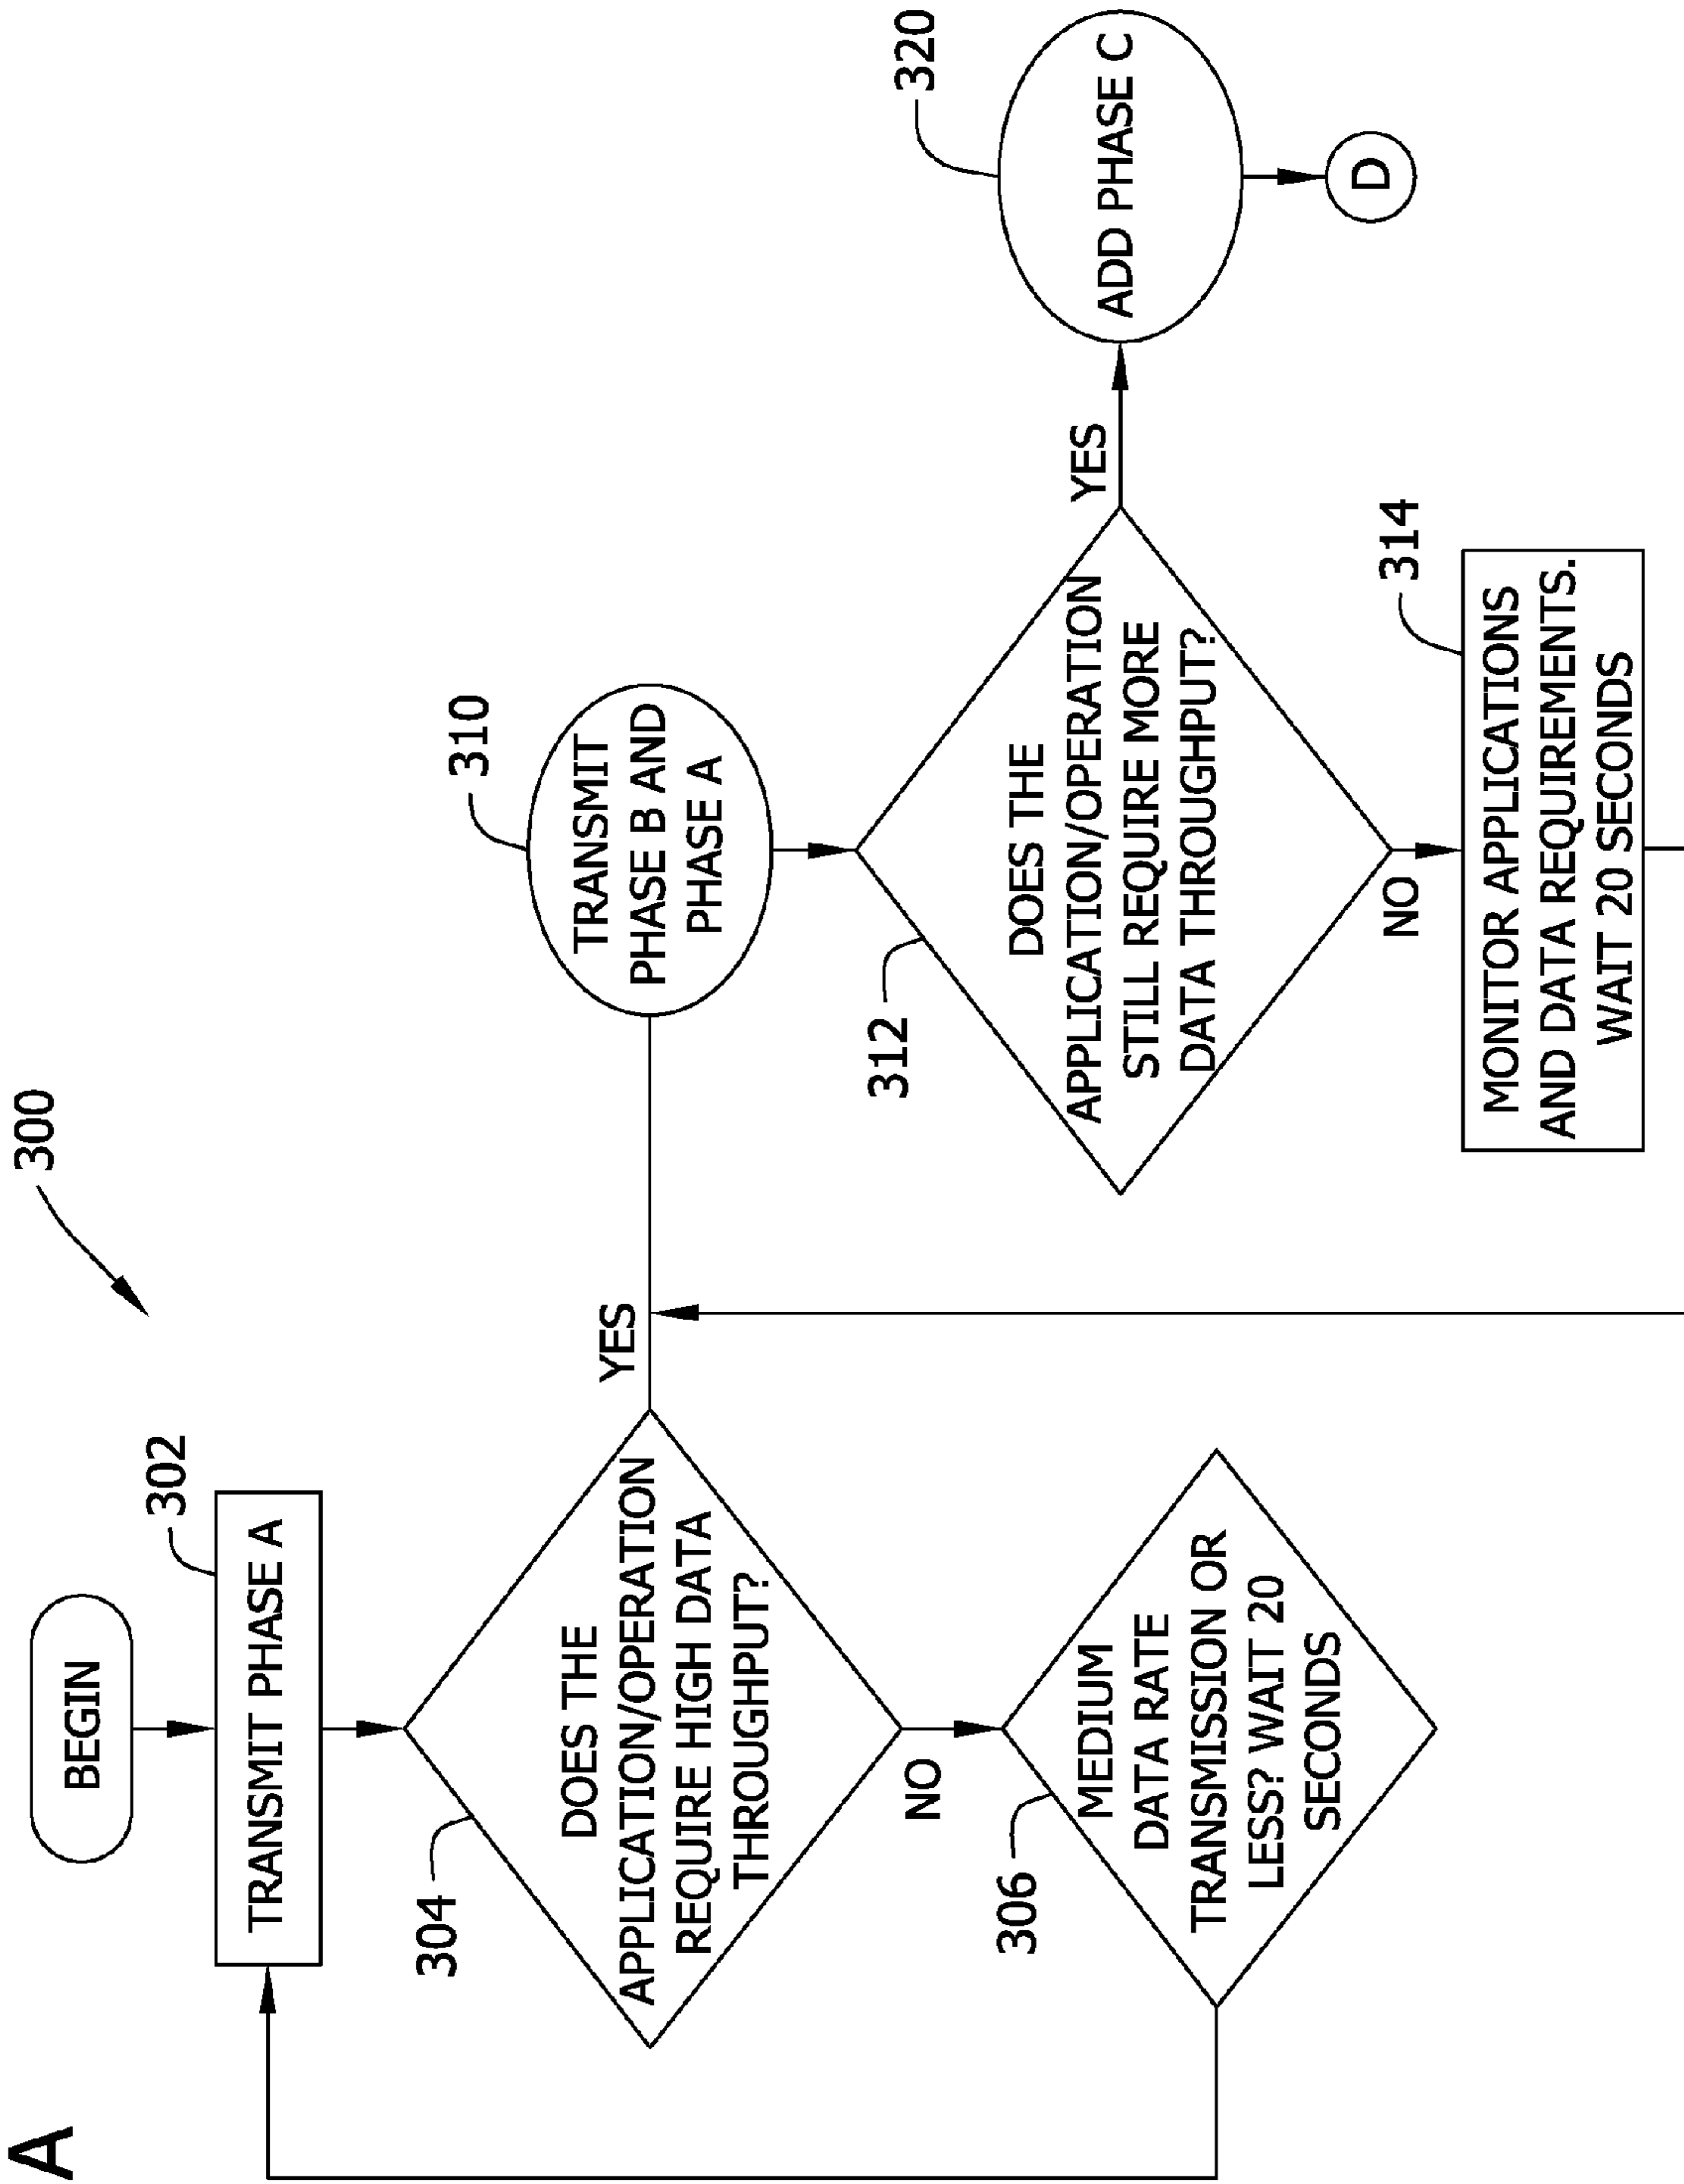 A
300
BEGIN
302
TRANSMIT PHASE A
304
DOES THE
APPLICATION/OPERATION
REQUIRE HIGH DATA
THROUGHPUT?
YES
NO
306
MEDIUM
DATA RATE
TRANSMISSION OR
LESS? WAIT 20
SECONDS
310
TRANSMIT
PHASE B AND
PHASE A
312
DOES THE
APPLICATION/OPERATION
STILL REQUIRE MORE
DATA THROUGHPUT?
YES
NO
314
MONITOR APPLICATIONS
AND DATA REQUIREMENTS.
WAIT 20 SECONDS
320
ADD PHASE C
D